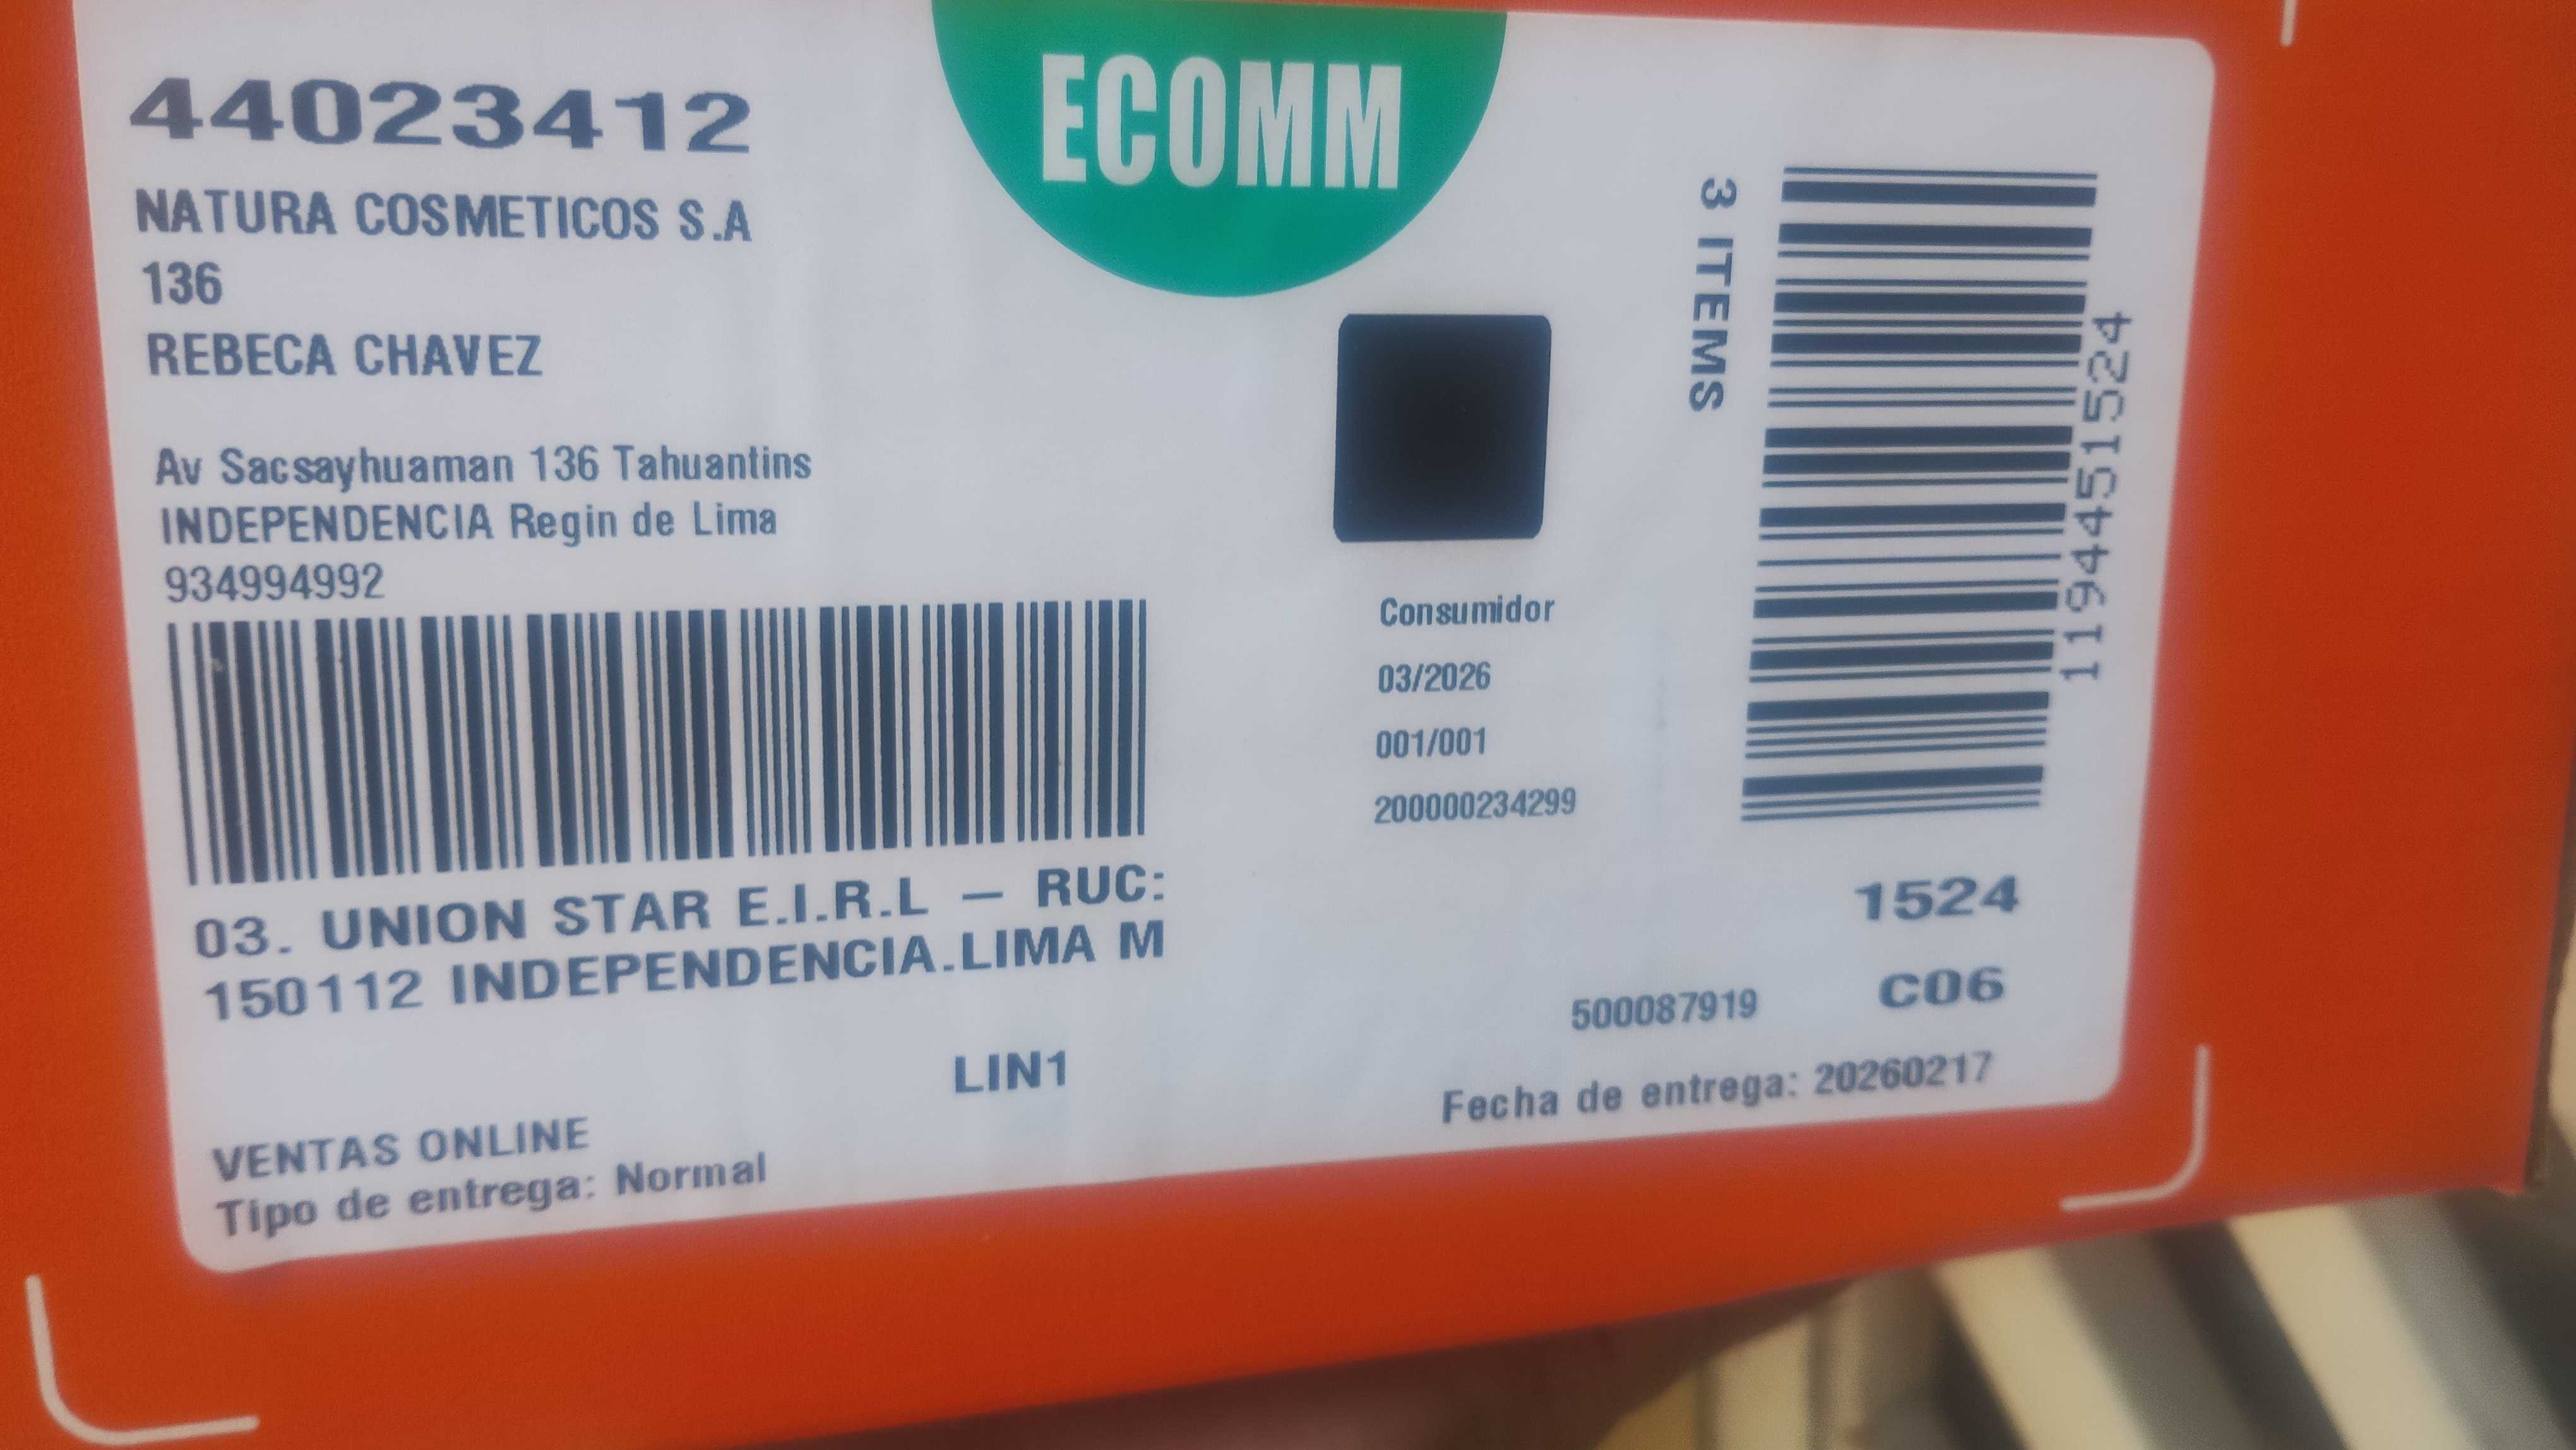 ECOMM
44023412
NATURA COSMETICOS S.A
136
REBECA CHAVEZ
Av Sacsayhuaman 136 Tahuantins
INDEPENDENCIA Regin de Lima
934994992
03. UNION STAR E.I.R.L – RUC:
150112 INDEPENDENCIA.LIMA M
LIN1
VENTAS ONLINE
Tipo de entrega: Normal
3 ITEMS
1194451524
Consumidor
03/2026
001/001
200000234299
1524
C06
500087919
Fecha de entrega: 20260217